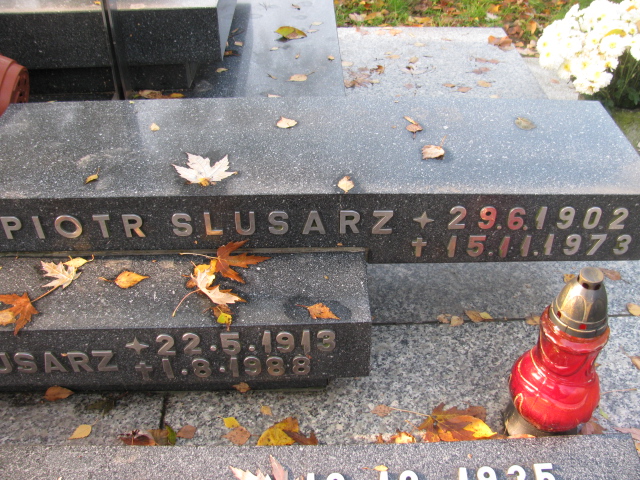 PIOTR SLUSARZ ✦ 29.6.1902
✝ 15.11.1973
USARZ ✦ 22.5.1913
✝ 1.8.1988